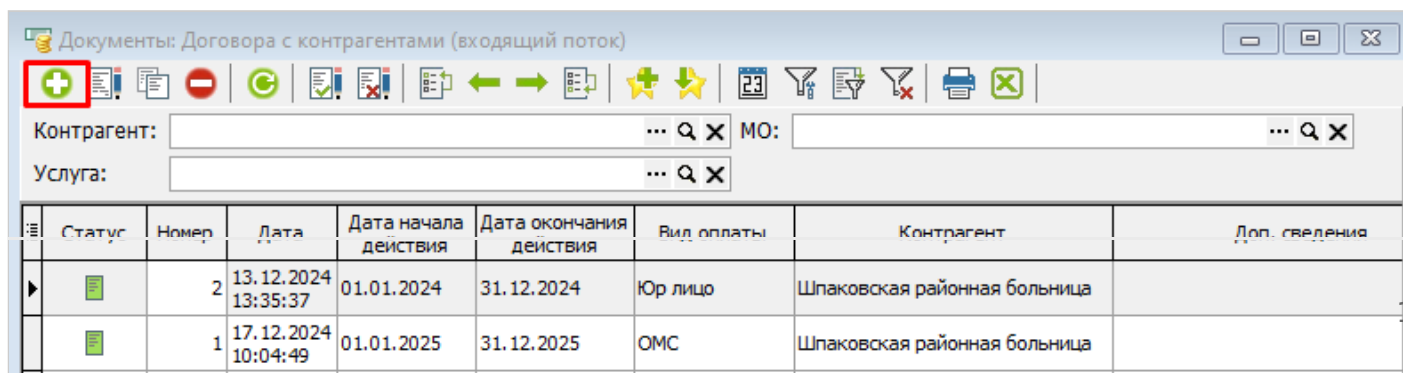 Документы: Договора с контрагентами (входящий поток)
23
Контрагент: ... МО: ...
Услуга: ...
Статус Номер Дата Дата начала действия Дата окончания действия Вид оплаты Контрагент Доп. сведения
2 13.12.2024 13:35:37 01.01.2024 31.12.2024 Юр лицо Шпаковская районная больница
1 17.12.2024 10:04:49 01.01.2025 31.12.2025 ОМС Шпаковская районная больница